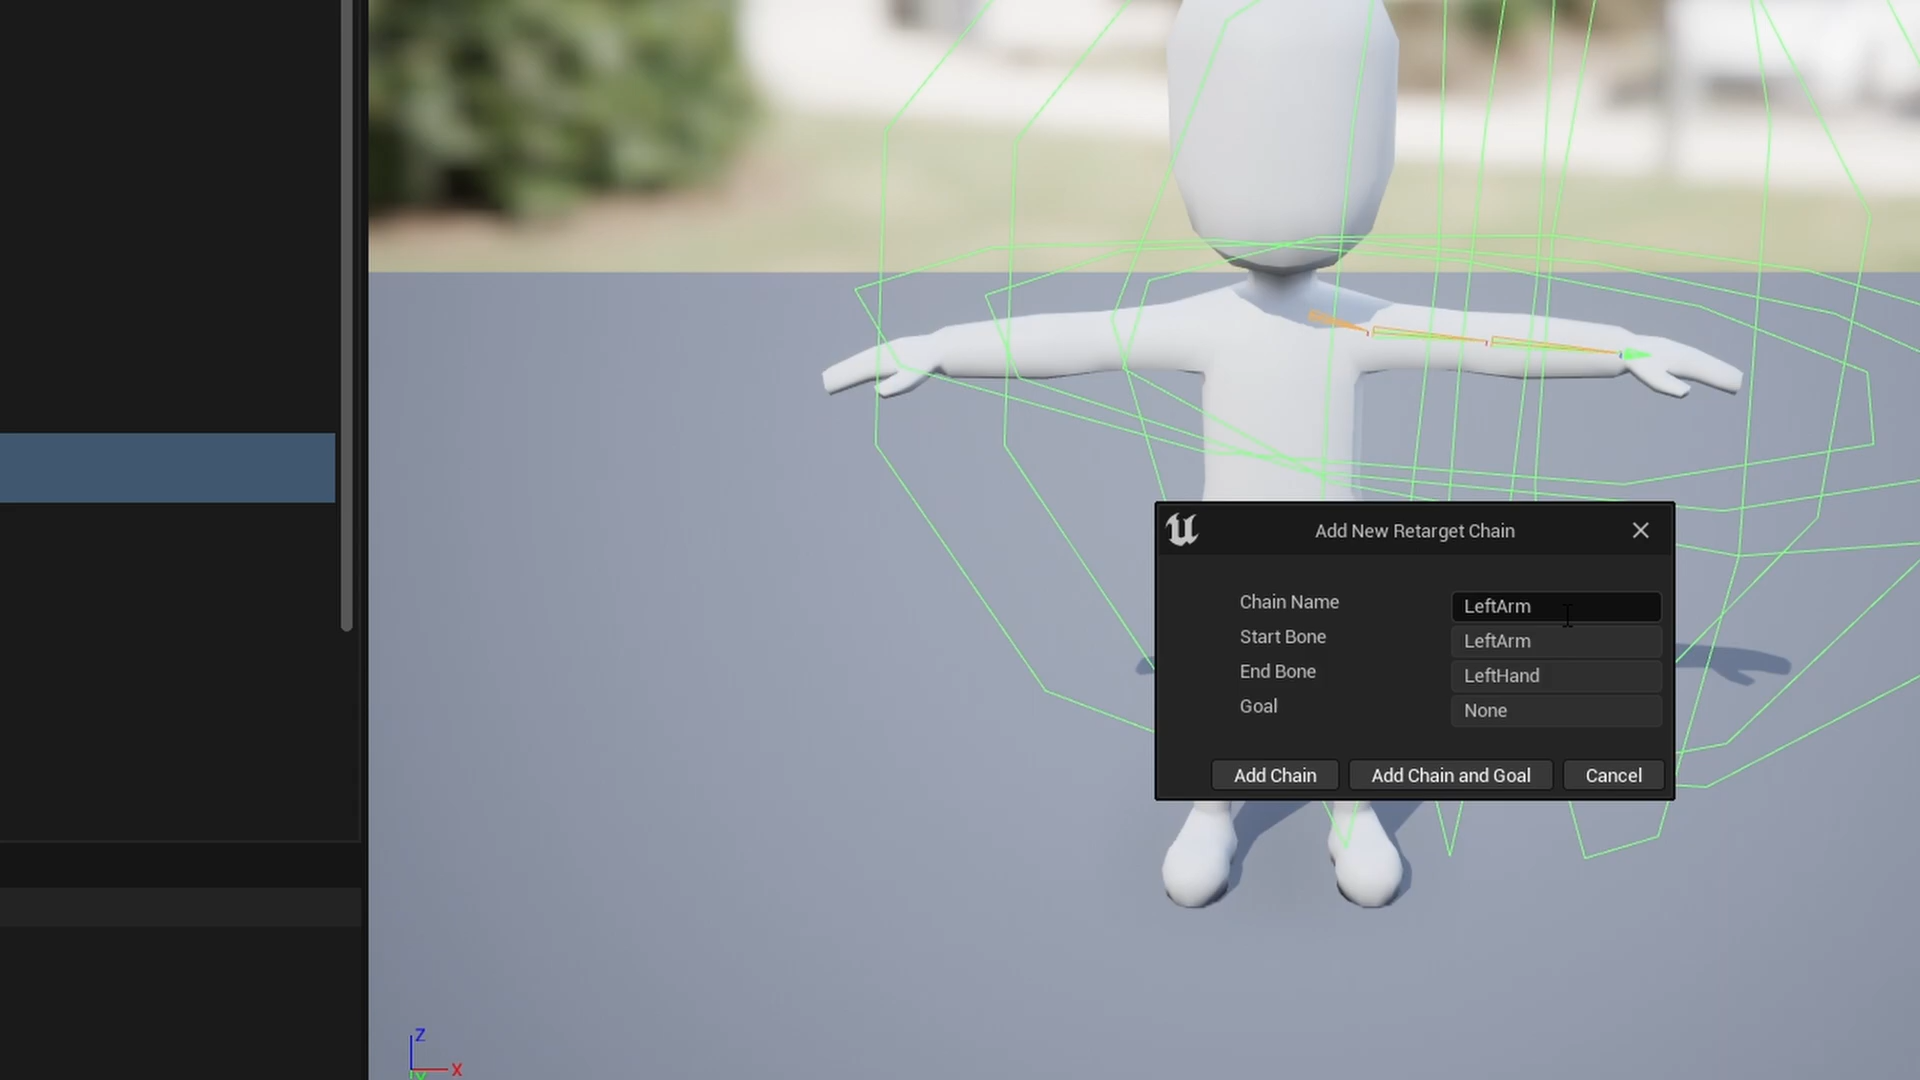 Add New Retarget Chain
Chain Name LeftArm
Start Bone LeftArm
End Bone LeftHand
Goal None
Add Chain Add Chain and Goal Cancel
Z
X